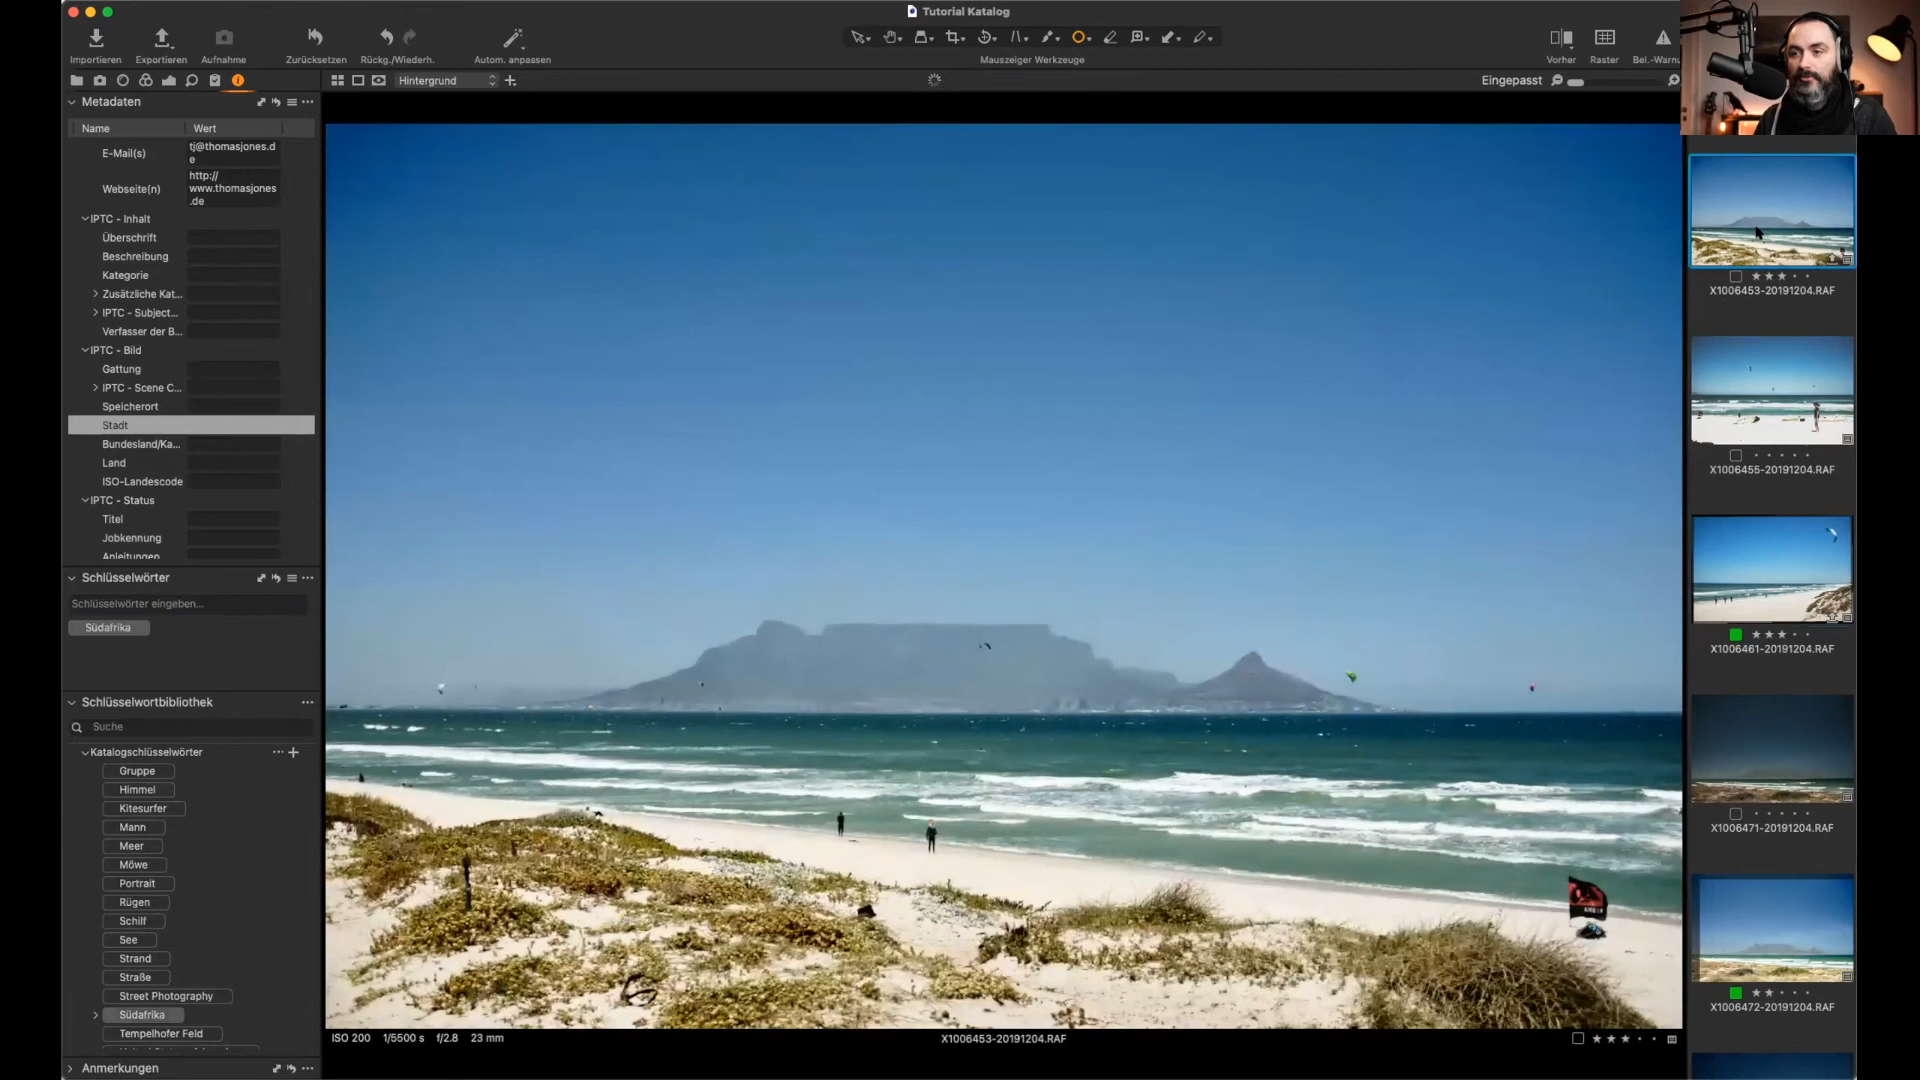 Tutorial Katalog
Importieren
Exportieren
Aufnahme
Zurücksetzen
Rückg./Wiederh.
Autom. anpassen
Mauszeiger Werkzeuge
Vorher
Raster
Bel.-Warnu
Hintergrund
Eingepasst
Metadaten
Name Wert
E-Mail(s) tj@thomasjones.d
e
Webseite(n) http://
www.thomasjones
.de
IPTC - Inhalt
Überschrift
Beschreibung
Kategorie
Zusätzliche Kat...
IPTC - Subject...
Verfasser der B...
IPTC - Bild
Gattung
IPTC - Scene C...
Speicherort
Stadt
Bundesland/Ka...
Land
ISO-Landescode
IPTC - Status
Titel
Jobkennung
Anleitungen
Schlüsselwörter
Schlüsselwörter eingeben...
Südafrika
Schlüsselwortbibliothek
Suche
Katalogschlüsselwörter
Gruppe
Himmel
Kitesurfer
Mann
Meer
Möwe
Portrait
Rügen
Schilf
See
Strand
Straße
Street Photography
Südafrika
Tempelhofer Feld
Anmerkungen
ISO 200 1/5500 s f/2.8 23 mm
X1006453-20191204.RAF
X1006453-20191204.RAF
X1006455-20191204.RAF
X1006461-20191204.RAF
X1006471-20191204.RAF
X1006472-20191204.RAF